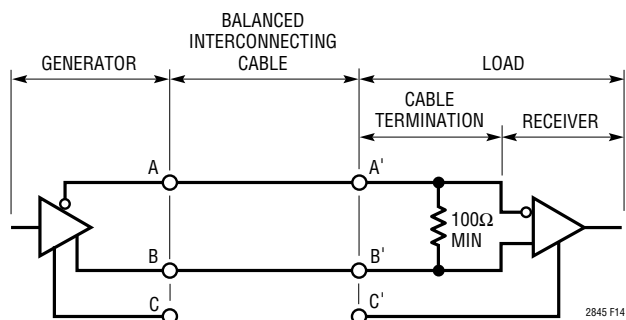 BALANCED
INTERCONNECTING
CABLE
GENERATOR
LOAD
CABLE
TERMINATION
RECEIVER
A
A'
100Ω
MIN
B
B'
C
C'
2845 F14